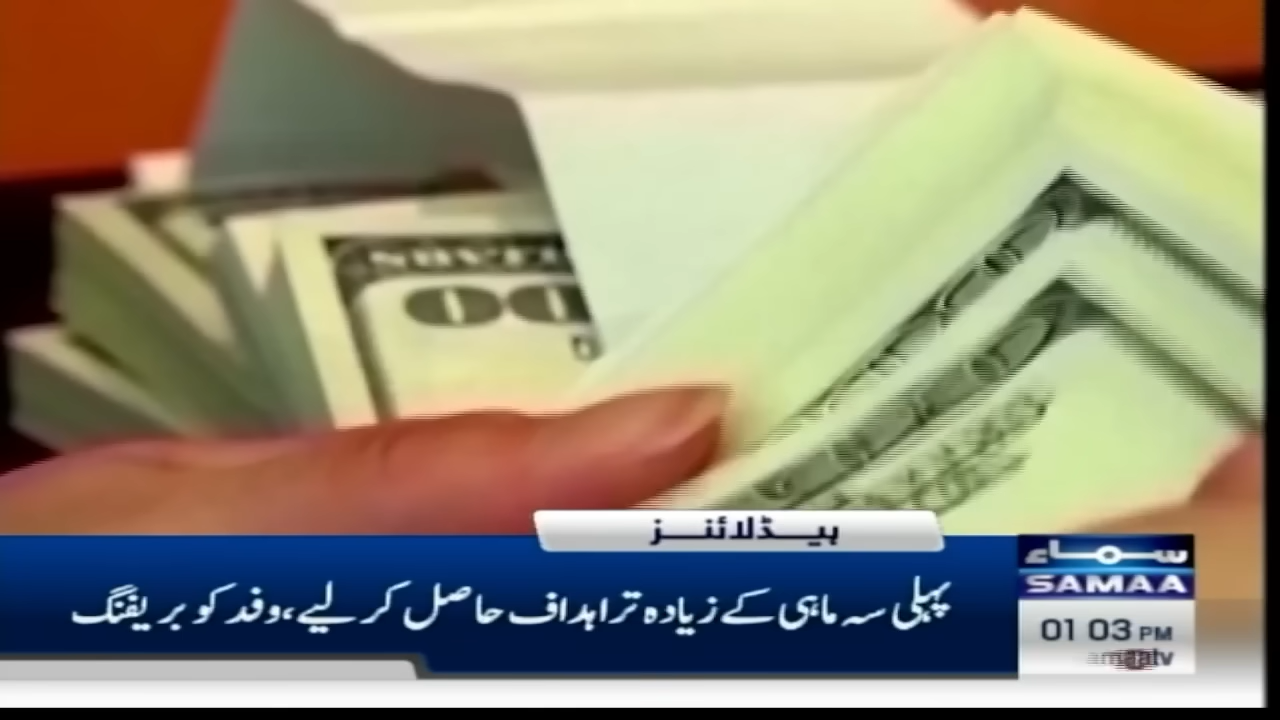 00
ہیڈلائنز
پہلی سہ ماہی کے زیادہ تر اہداف حاصل کر لیے، وفد کو بریفنگ
سماء
SAMAA
01 03 PM